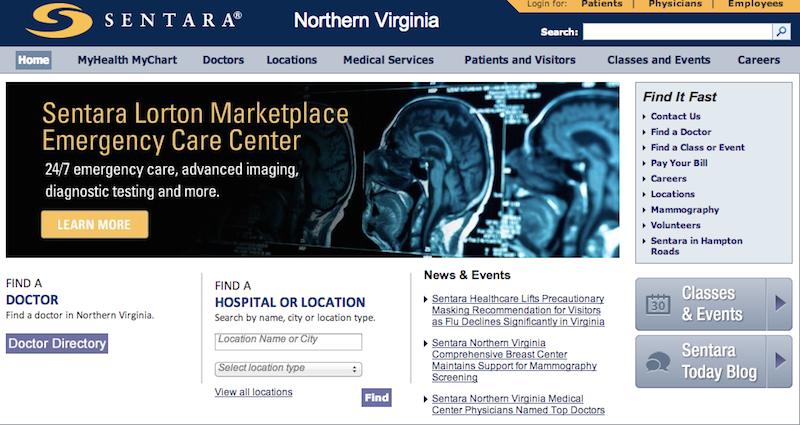 Login for: Patients Physicians Employees
SENTARA®
Northern Virginia
Search:
Home MyHealth MyChart Doctors Locations Medical Services Patients and Visitors Classes and Events Careers
Sentara Lorton Marketplace
Emergency Care Center
24/7 emergency care, advanced imaging,
diagnostic testing and more.
LEARN MORE
Find It Fast
Contact Us
Find a Doctor
Find a Class or Event
Pay Your Bill
Careers
Locations
Mammography
Volunteers
Sentara in Hampton
Roads
FIND A
DOCTOR
Find a doctor in Northern Virginia.
Doctor Directory
FIND A
HOSPITAL OR LOCATION
Search by name, city or location type.
Location Name or City
Select location type
View all locations
Find
News & Events
Sentara Healthcare Lifts Precautionary
Masking Recommendation for Visitors
as Flu Declines Significantly in Virginia
Sentara Northern Virginia
Comprehensive Breast Center
Maintains Support for Mammography
Screening
Sentara Northern Virginia Medical
Center Physicians Named Top Doctors
30
Classes
& Events
Sentara
Today Blog